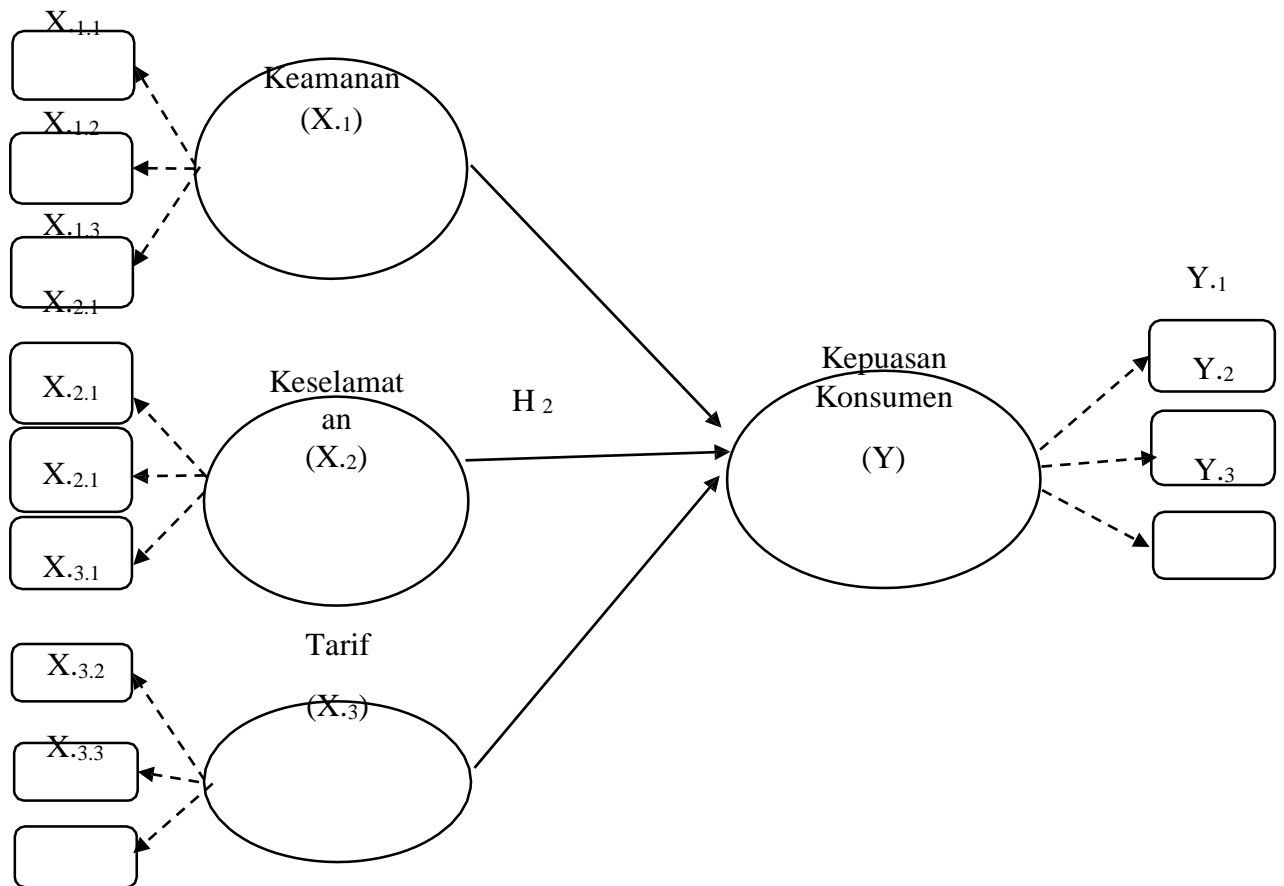 X.1.1
Keamanan
(X.1)
X.1.2
X.1.3
X.2.1
X.2.1
X.2.1
X.3.1
Keselamat
an
(X.2)
H 2
Tarif
(X.3)
X.3.2
X.3.3
Kepuasan
Konsumen
(Y)
Y.1
Y.2
Y.3